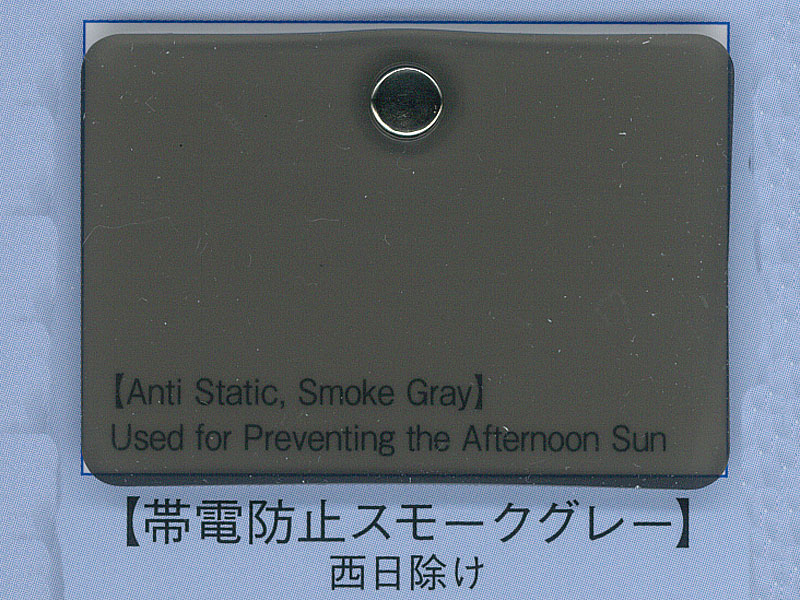 【Anti Static, Smoke Gray】
Used for Preventing the Afternoon Sun
【帯電防止スモークグレー】
西日除け